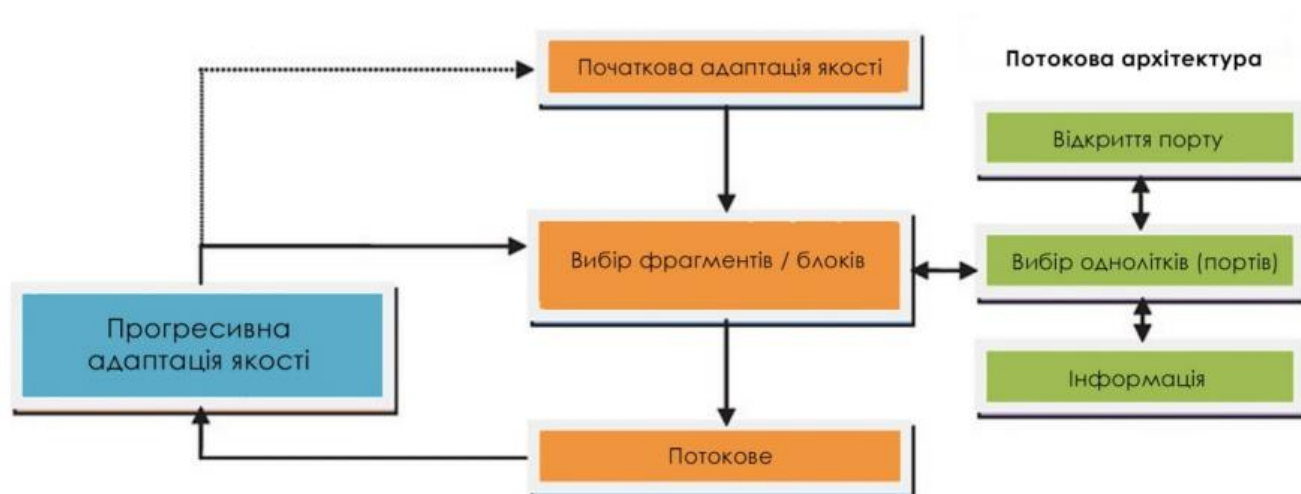 Початкова адаптація якості
Потокова архітектура
Відкриття порту
Вибір фрагментів / блоків
Вибір однолітків (портів)
Прогресивна
адаптація якості
Інформація
Потокове